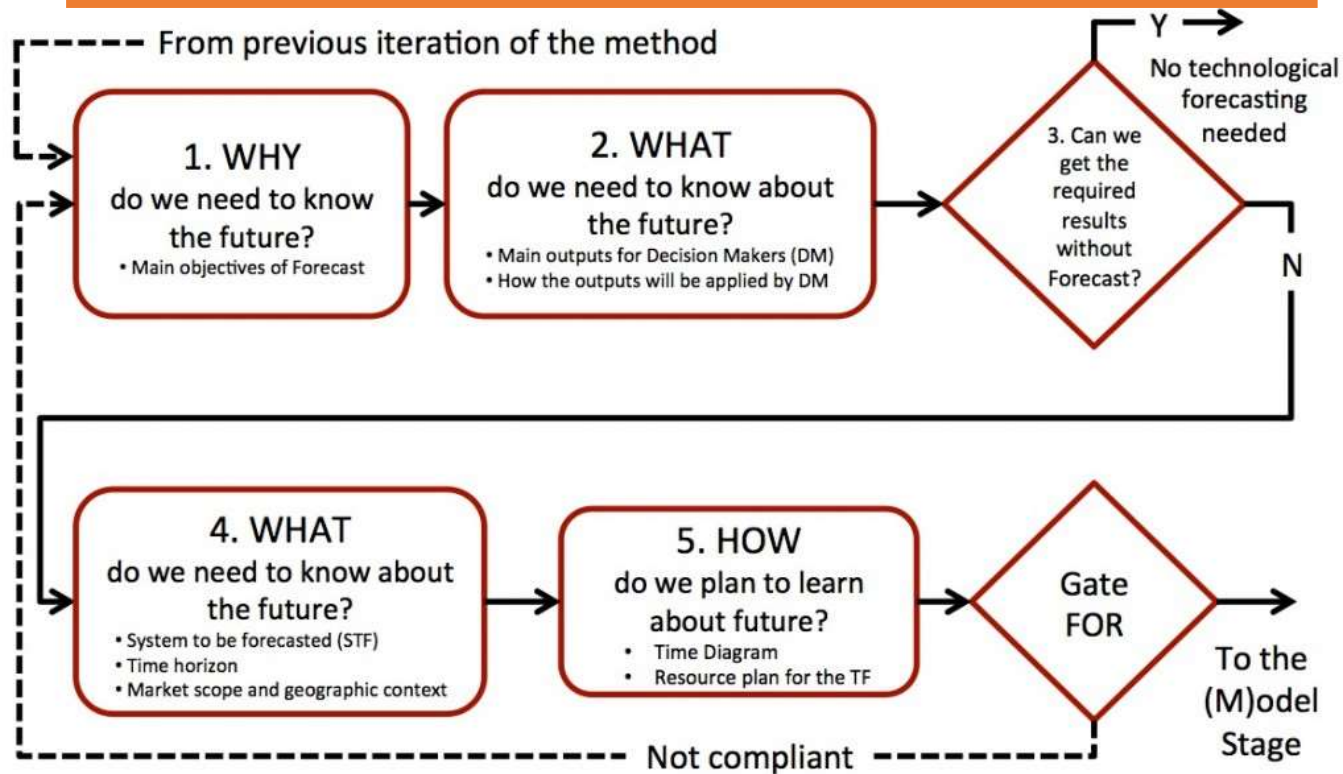 From previous iteration of the method
1. WHY
do we need to know
the future?
• Main objectives of Forecast
2. WHAT
do we need to know about
the future?
• Main outputs for Decision Makers (DM)
• How the outputs will be applied by DM
3. Can we
get the
required
results
without
Forecast?
Y
No technological
forecasting
needed
N
4. WHAT
do we need to know about
the future?
• System to be forecasted (STF)
• Time horizon
• Market scope and geographic context
5. HOW
do we plan to learn
about future?
• Time Diagram
• Resource plan for the TF
Gate
FOR
To the
(M)odel
Stage
Not compliant